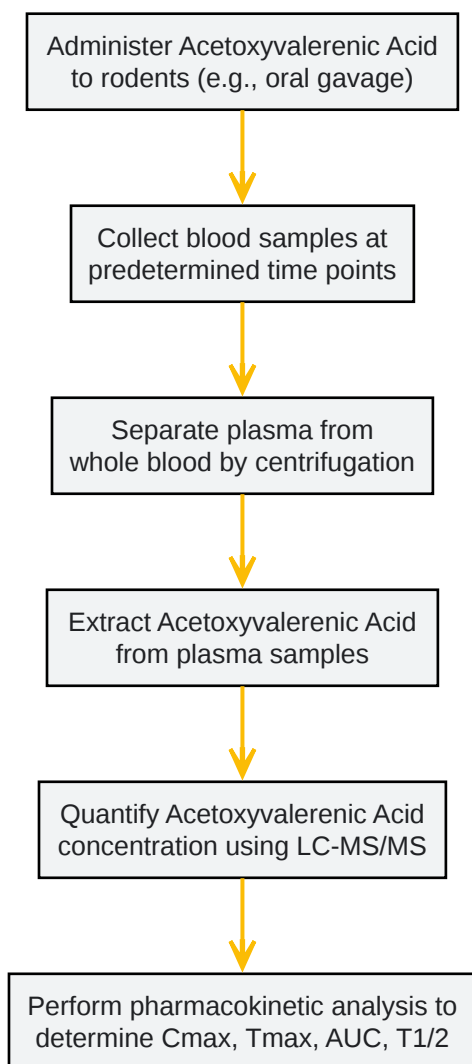 Administer Acetoxyvalerenic Acid
to rodents (e.g., oral gavage)
Collect blood samples at
predetermined time points
Separate plasma from
whole blood by centrifugation
Extract Acetoxyvalerenic Acid
from plasma samples
Quantify Acetoxyvalerenic Acid
concentration using LC-MS/MS
Perform pharmacokinetic analysis to
determine Cmax, Tmax, AUC, T1/2